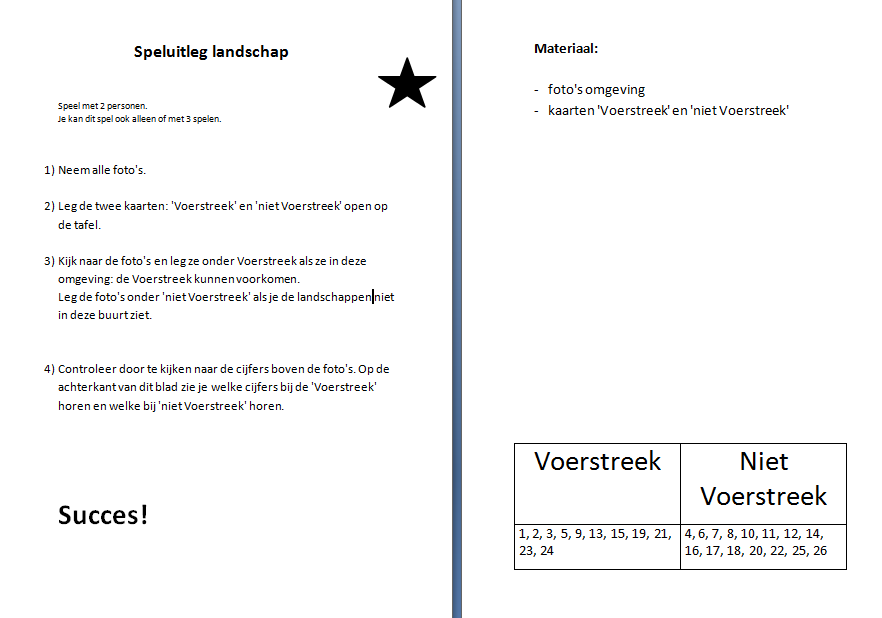 Speluitleg landschap
Speel met 2 personen.
Je kan dit spel ook alleen of met 3 spelen.
1) Neem alle foto's.
2) Leg de twee kaarten: 'Voerstreek' en 'niet Voerstreek' open op
de tafel.
3) Kijk naar de foto's en leg ze onder Voerstreek als ze in deze
omgeving: de Voerstreek kunnen voorkomen.
Leg de foto's onder 'niet Voerstreek' als je de landschappen niet
in deze buurt ziet.
4) Controleer door te kijken naar de cijfers boven de foto's. Op de
achterkant van dit blad zie je welke cijfers bij de 'Voerstreek'
horen en welke bij 'niet Voerstreek' horen.
Succes!
Materiaal:
- foto's omgeving
- kaarten 'Voerstreek' en 'niet Voerstreek'
Voerstreek
1, 2, 3, 5, 9, 13, 15, 19, 21,
23, 24
Niet
Voerstreek
4, 6, 7, 8, 10, 11, 12, 14,
16, 17, 18, 20, 22, 25, 26